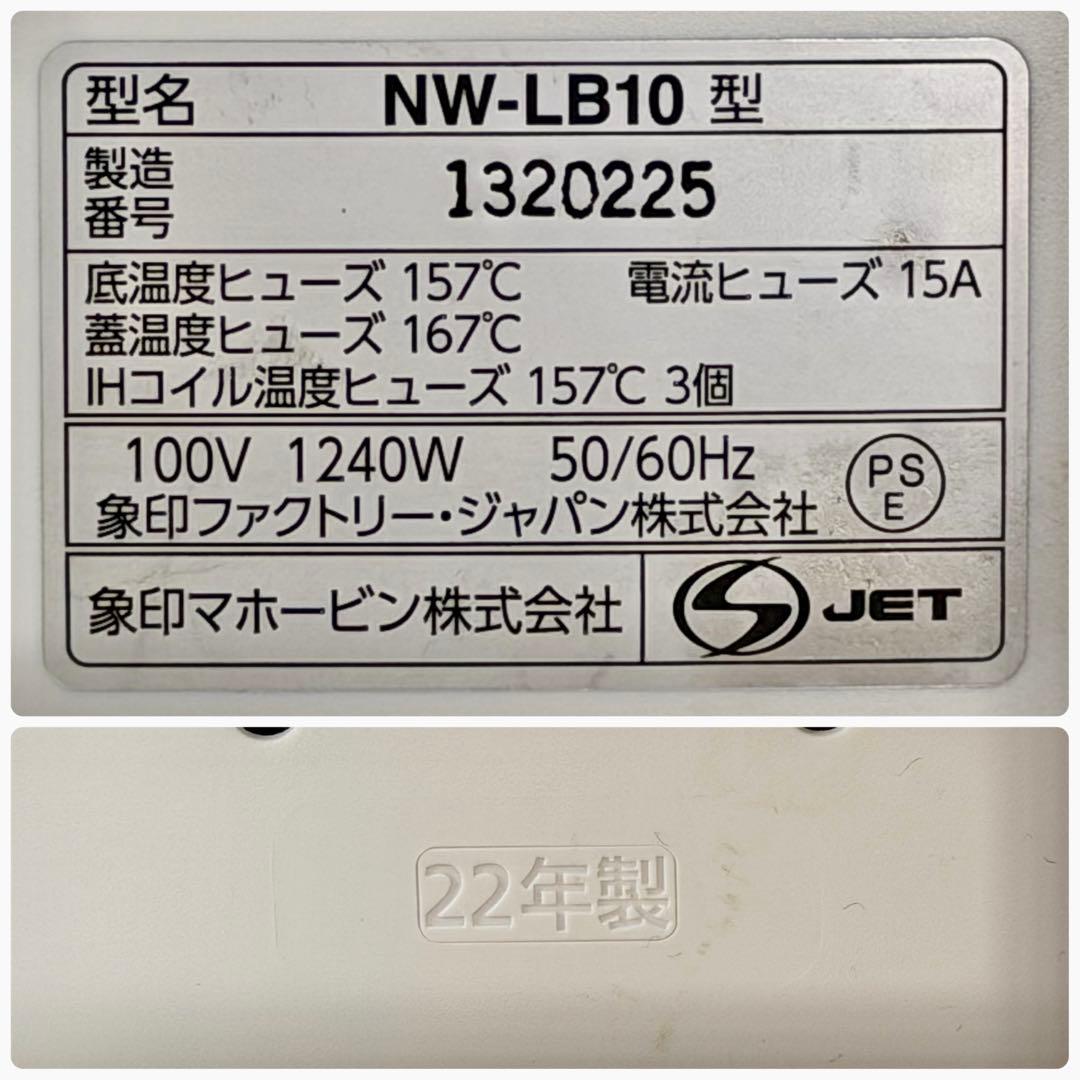 型名 NW-LB10 型
製造番号 1320225
底温度ヒューズ 157℃ 電流ヒューズ 15A
蓋温度ヒューズ 167℃
IHコイル温度ヒューズ 157℃ 3個
100V 1240W 50/60Hz
PSE
象印ファクトリー・ジャパン株式会社
象印マホービン株式会社 JET
22年製